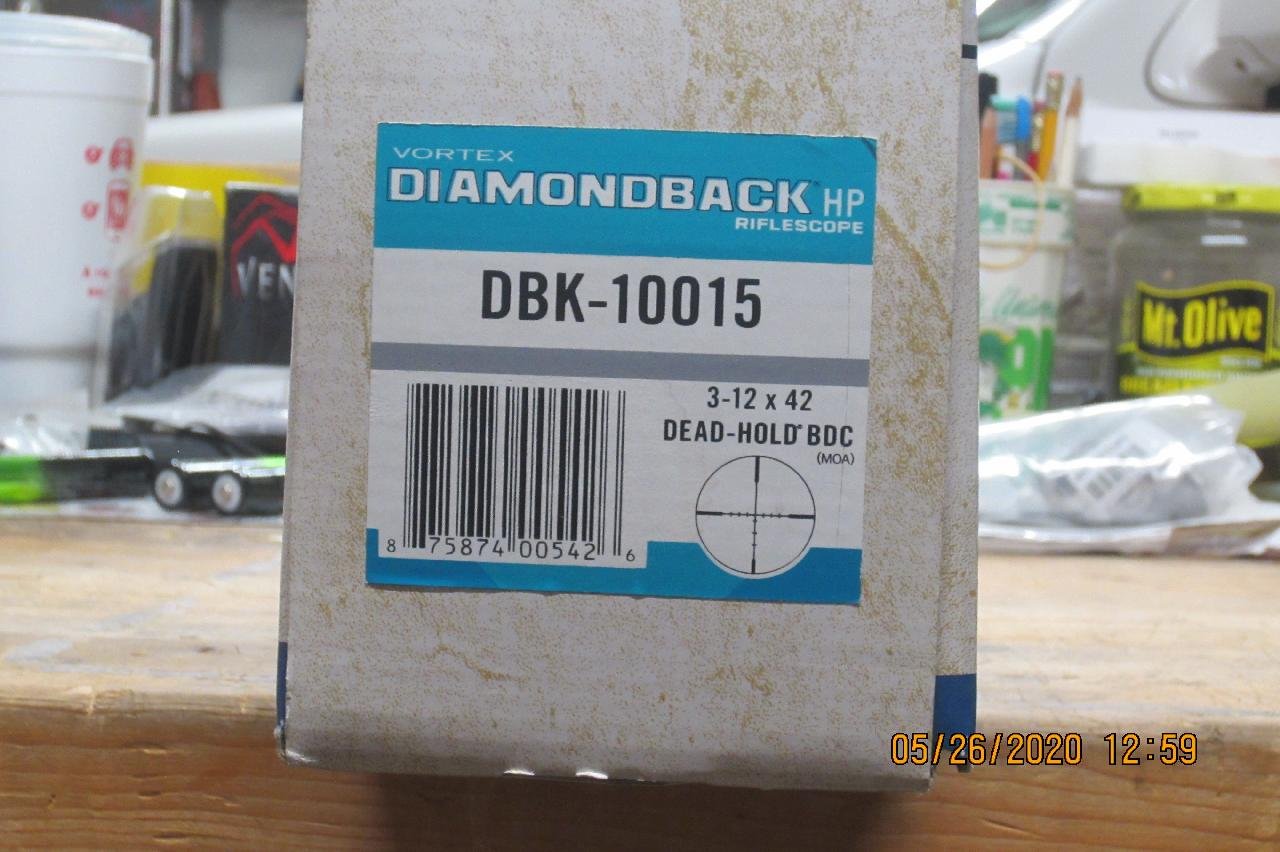 VORTEX
DIAMONDBACK HP
RIFLESCOPE
DBK-10015
3-12 x 42
DEAD-HOLD® BDC
(MOA)
8 75874 00542 6
VEN
Mt. Olive
05/26/2020 12:59